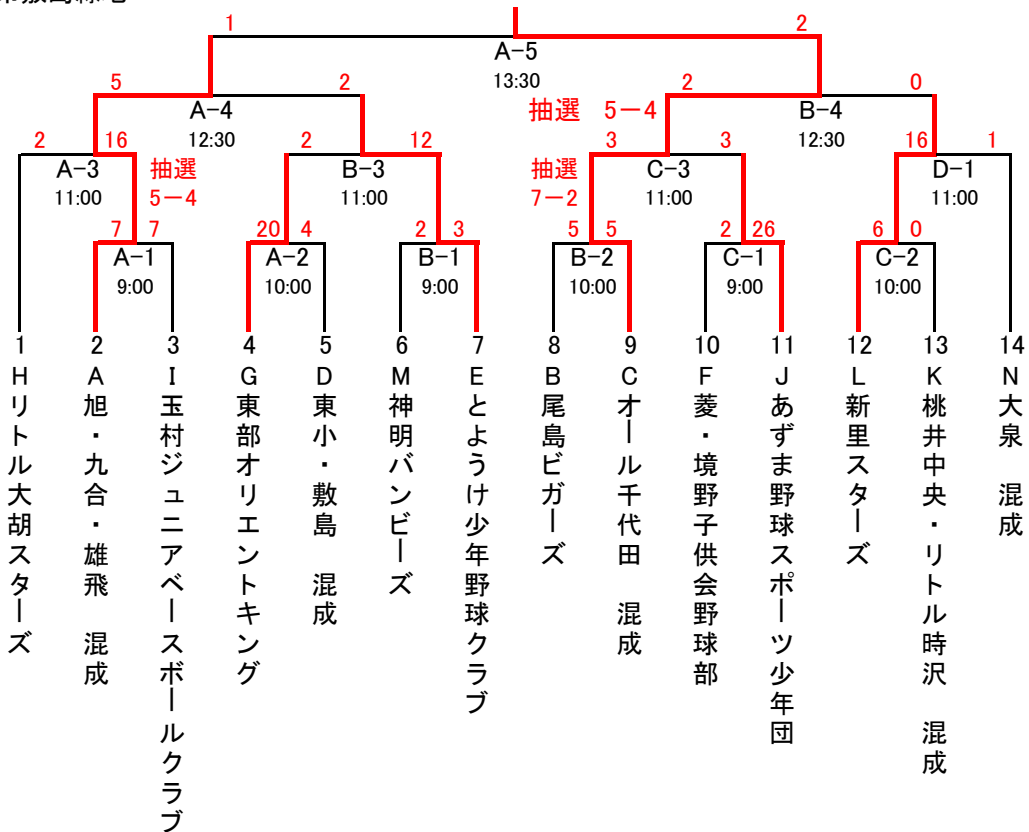 1 2
A-5
13:30
5 2 2 0
A-4 抽選 5-4 B-4
12:30 12:30
2 16 2 12 3 3 16 1
A-3 抽選 B-3 抽選 C-3 D-1
11:00 5-4 11:00 7-2 11:00 11:00
7 7 20 4 2 3 5 5 2 26 6 0
A-1 A-2 B-1 B-2 C-1 C-2
9:00 10:00 9:00 10:00 9:00 10:00
1 2 3 4 5 6 7 8 9 10 11 12 13 14
Hリトル大胡スターズ
A旭・九合・雄飛 混成
I玉村ジュニアベースボールクラブ
G東部オリエントキング
D東小・敷島 混成
M神明バンビーズ
Eとようけ少年野球クラブ
B尾島ビガーズ
Cオール千代田 混成
F菱・境野子供会野球部
Jあずま野球スポーツ少年団
L新里スターズ
K桃井中央・リトル時沢 混成
N大泉 混成